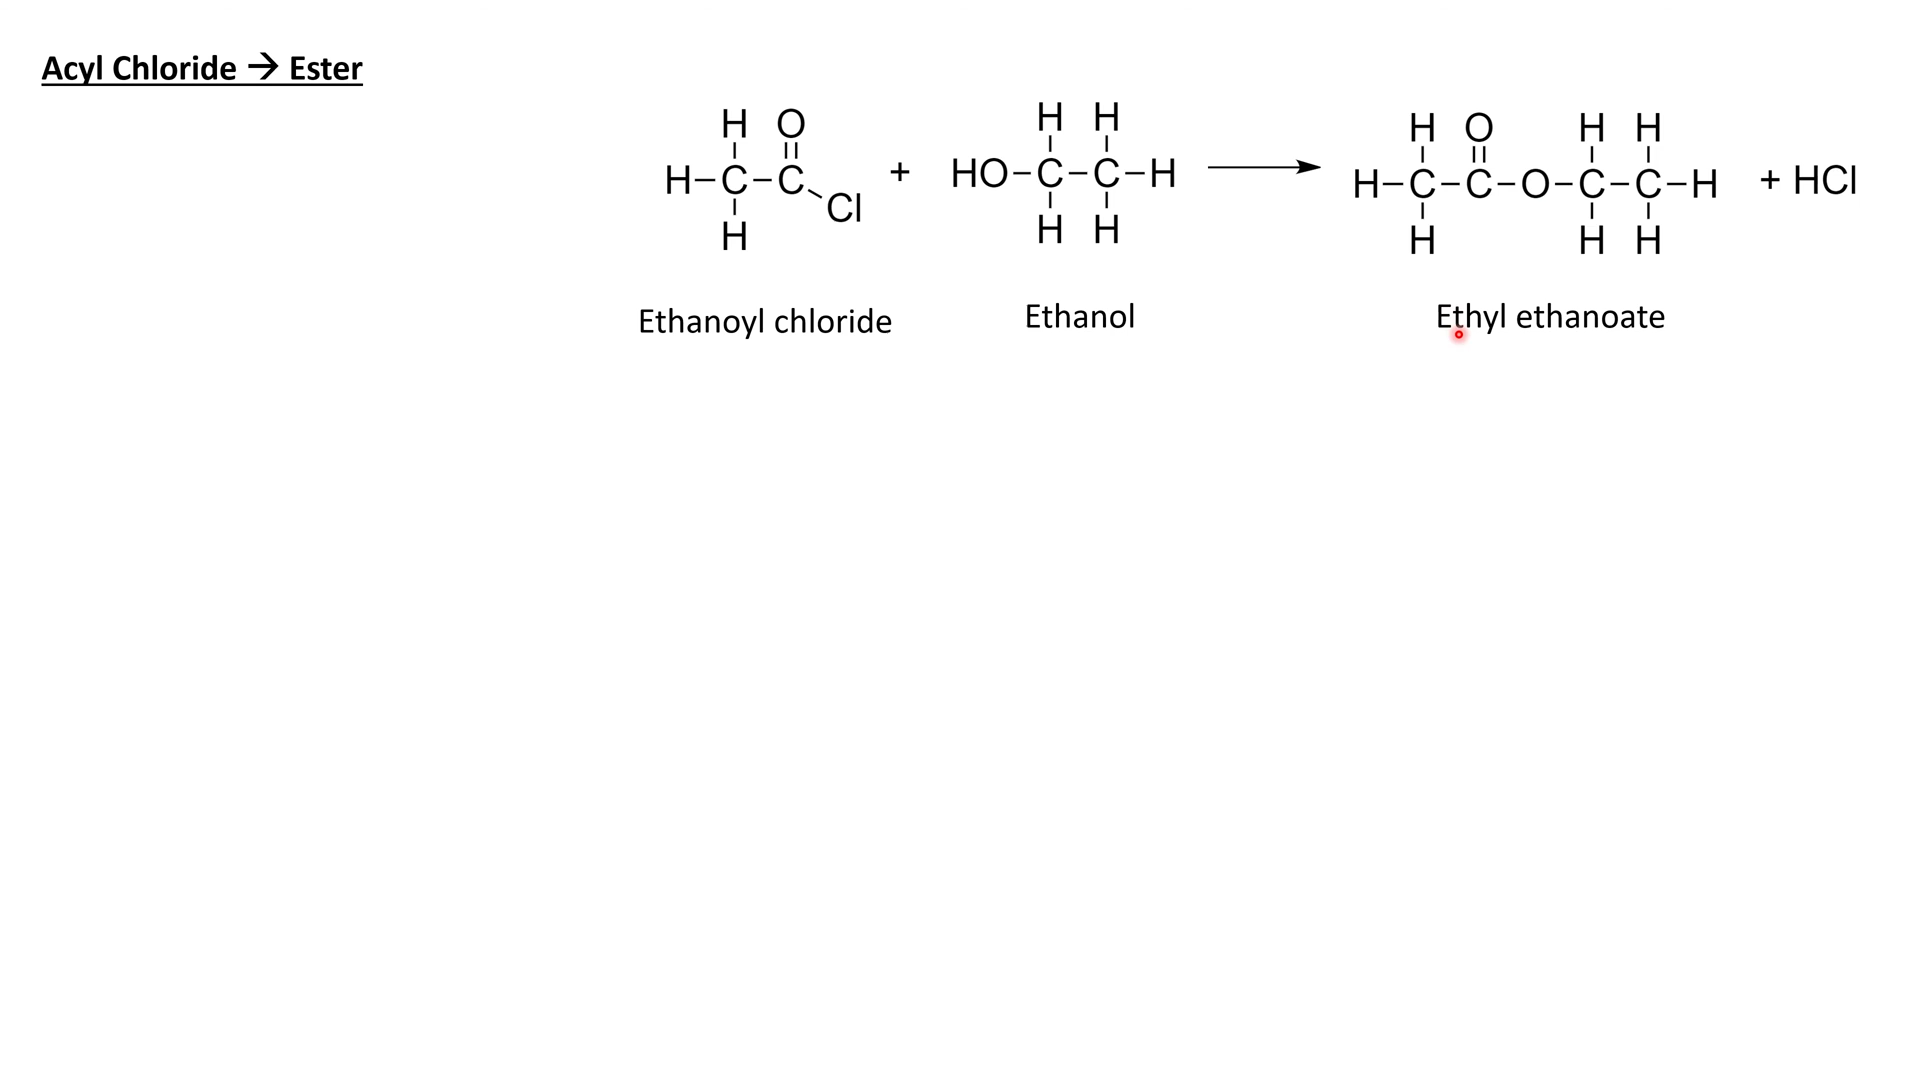 Acyl Chloride → Ester
H O
H–C–C
Cl
H
+
H H
HO–C–C–H
H H
H O H H
H–C–C–O–C–C–H
H H H
+ HCl
Ethanoyl chloride
Ethanol
Ethyl ethanoate